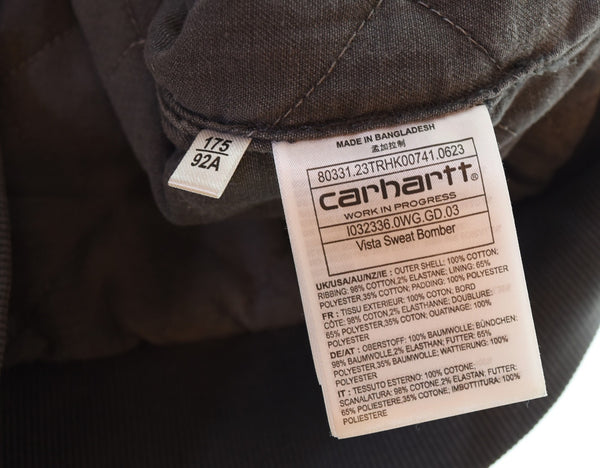 175
92A
MADE IN BANGLADESH
孟加拉制
80331.23TRHK00741.0623
carhartt®
WORK IN PROGRESS
I032336.0WG.GD.03
Vista Sweat Bomber
UK/USA/AU/NZ/IE : OUTER SHELL: 100% COTTON;
RIBBING: 98% COTTON,2% ELASTANE; LINING: 65%
POLYESTER,35% COTTON; PADDING: 100% POLYESTER
FR : TISSU EXTERIEUR: 100% COTON; BORD
CÔTE: 98% COTON,2% ELASTHANNE; DOUBLURE:
65% POLYESTER,35% COTON; OUATINAGE: 100%
POLYESTER
DE/AT : OBERSTOFF: 100% BAUMWOLLE; BÜNDCHEN:
98% BAUMWOLLE,2% ELASTHAN; FUTTER: 65%
POLYESTER,35% BAUMWOLLE; WATTIERUNG: 100%
POLYESTER
IT : TESSUTO ESTERNO: 100% COTONE;
SCANALATURA: 98% COTONE,2% ELASTAN; FUTTER:
65% POLIESTERE,35% COTONE; IMBOTTITURA: 100%
POLIESTERE